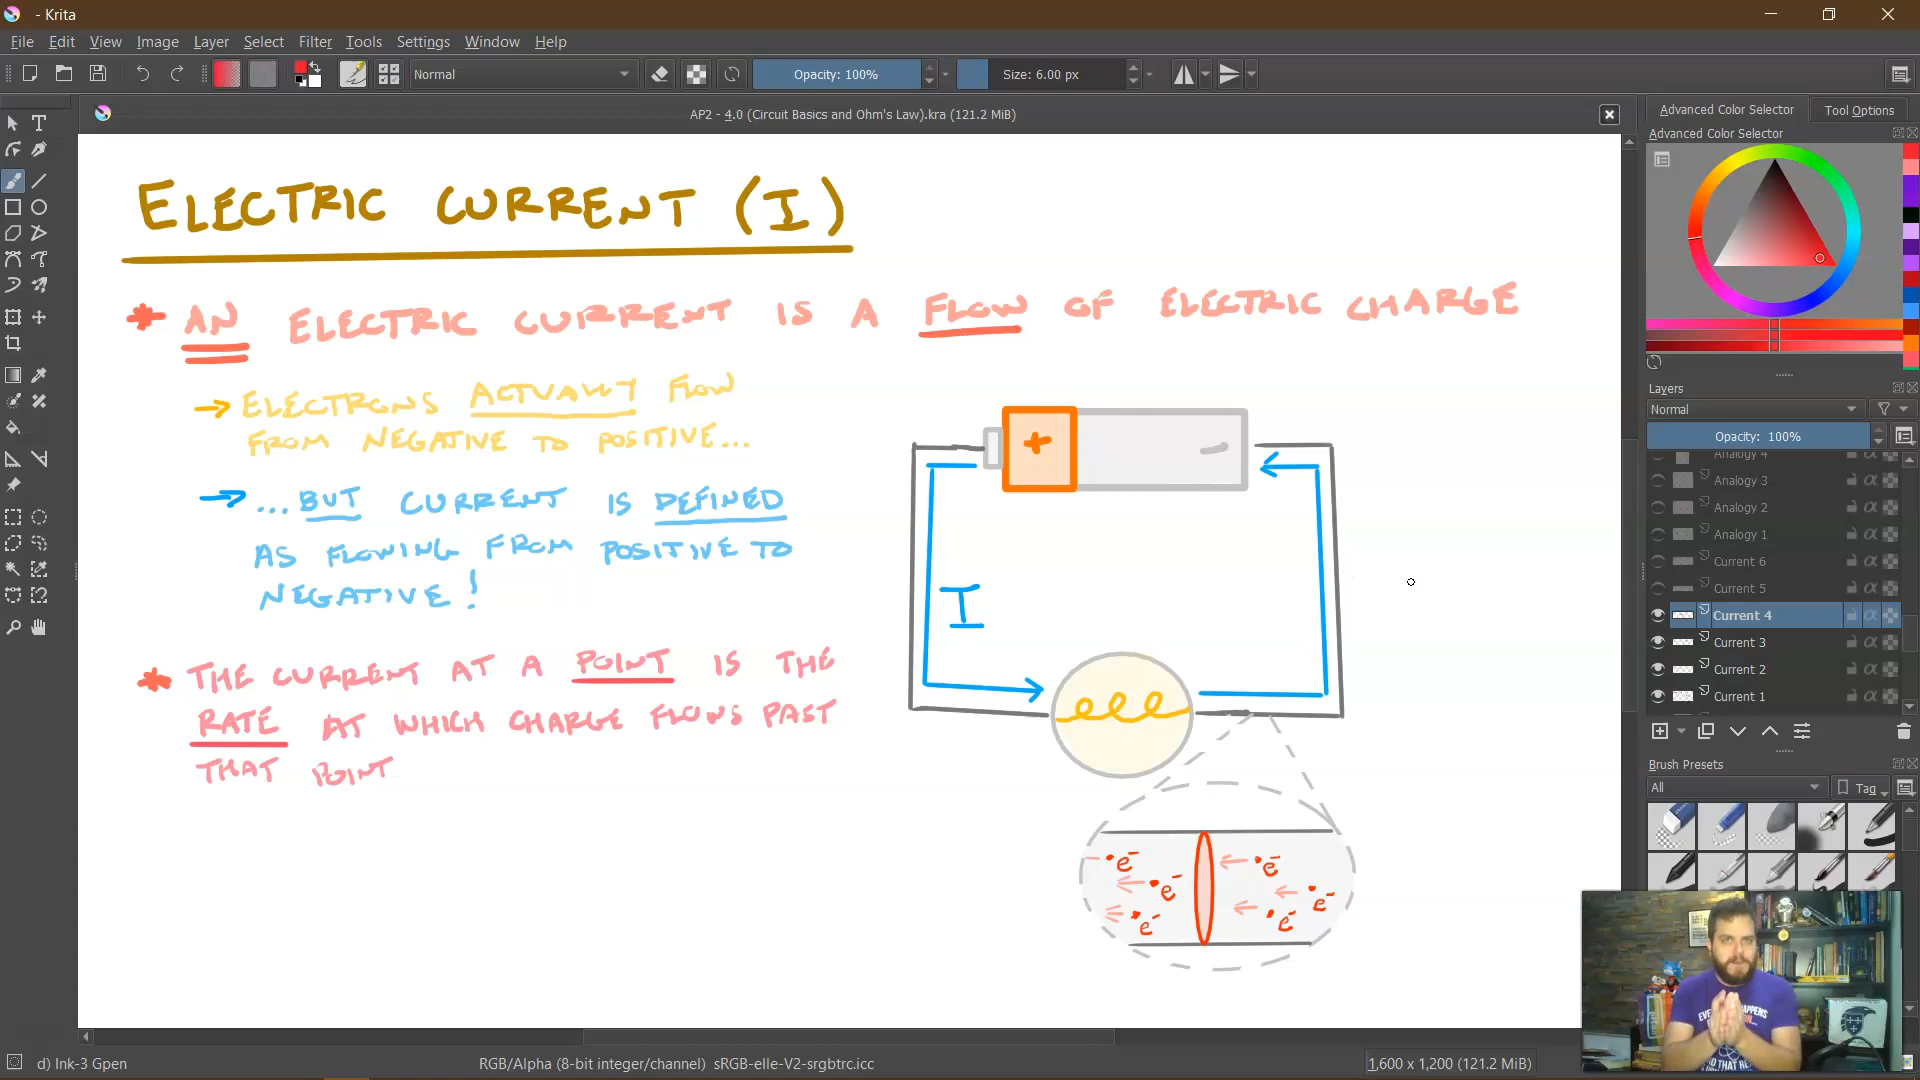 - Krita
File Edit View Image Layer Select Filter Tools Settings Window Help
Normal
Opacity: 100%
Size: 6.00 px
AP2 - 4.0 (Circuit Basics and Ohm's Law).kra (121.2 MiB)
Advanced Color Selector
Tool Options
Advanced Color Selector
ELECTRIC CURRENT (I)
* AN ELECTRIC CURRENT IS A FLOW OF ELECTRIC CHARGE
→ ELECTRONS ACTUALLY FLOW
FROM NEGATIVE TO POSITIVE...
→ ...BUT CURRENT IS DEFINED
AS FLOWING FROM POSITIVE TO
NEGATIVE!
* THE CURRENT AT A POINT IS THE
RATE AT WHICH CHARGE FLOWS PAST
THAT POINT
+
−
I
e⁻
e⁻
e⁻
e⁻
e⁻
e⁻
Layers
Normal
Opacity: 100%
Analogy 4
Analogy 3
Analogy 2
Analogy 1
Current 6
Current 5
Current 4
Current 3
Current 2
Current 1
Brush Presets
All
Tag
d) Ink-3 Gpen
RGB/Alpha (8-bit integer/channel) sRGB-elle-V2-srgbtrc.icc
1,600 x 1,200 (121.2 MiB)